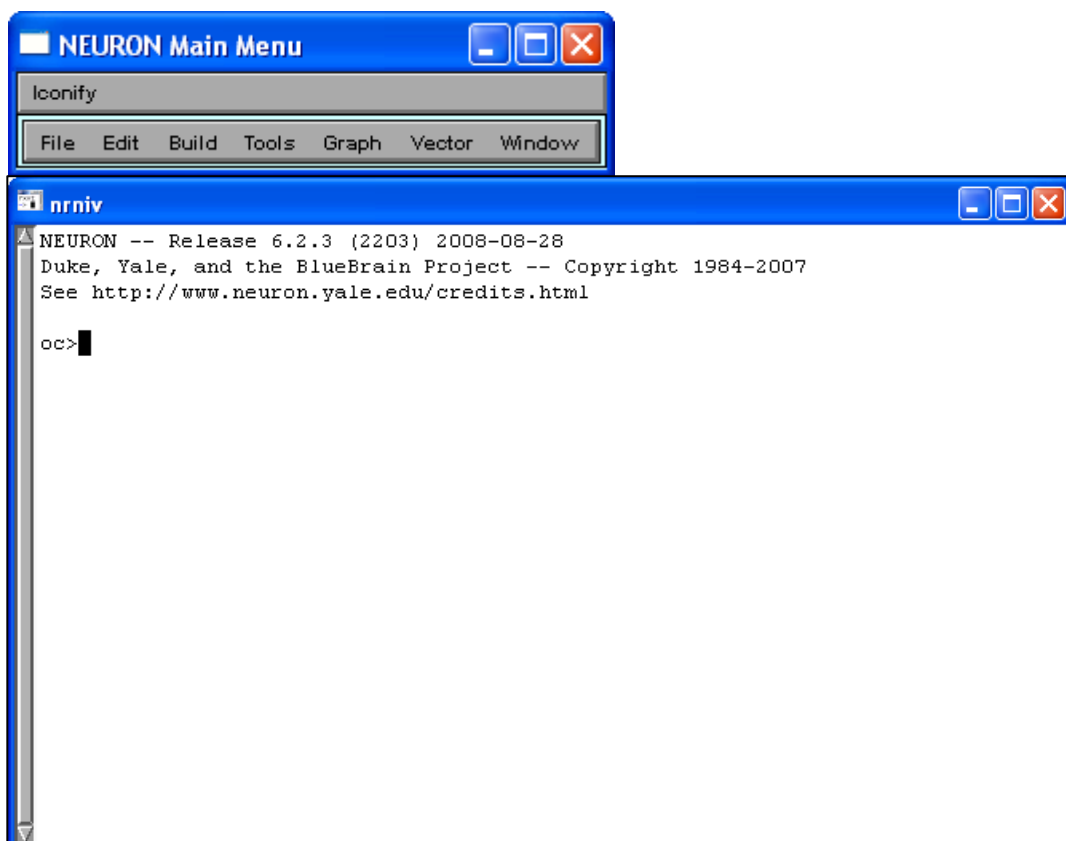 NEURON Main Menu
Iconify
File Edit Build Tools Graph Vector Window
nrniv
NEURON -- Release 6.2.3 (2203) 2008-08-28
Duke, Yale, and the BlueBrain Project -- Copyright 1984-2007
See http://www.neuron.yale.edu/credits.html
oc>